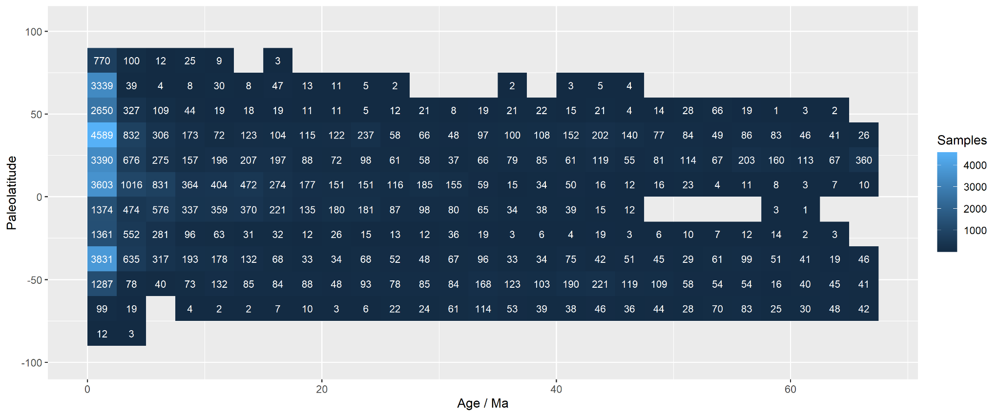 100
770 100 12 25 9 3
3339 39 4 8 30 8 47 13 11 5 2 2 3 5 4
50 2650 327 109 44 19 18 19 11 11 5 12 21 8 19 21 22 15 21 4 14 28 66 19 1 3 2
4589 832 306 173 72 123 104 115 122 237 58 66 48 97 100 108 152 202 140 77 84 49 86 83 46 41 26
3390 676 275 157 196 207 197 88 72 98 61 58 37 66 79 85 61 119 55 81 114 67 203 160 113 67 360
3603 1016 831 364 404 472 274 177 151 151 116 185 155 59 15 34 50 16 12 16 23 4 11 8 3 7 10
0
1374 474 576 337 359 370 221 135 180 181 87 98 80 65 34 38 39 15 12 3 1
1361 552 281 96 63 31 32 12 26 15 13 12 36 19 3 6 4 19 3 6 10 7 12 14 2 3
3831 635 317 193 178 132 68 33 34 68 52 48 67 96 33 34 75 42 51 45 29 61 99 51 41 19 46
-50 1287 78 40 73 132 85 84 88 48 93 78 85 84 168 123 103 190 221 119 109 58 54 54 16 40 45 41
99 19 4 2 2 7 10 3 6 22 24 61 114 53 39 38 46 36 44 28 70 83 25 30 48 42
12 3
-100
0 20 40 60
Age / Ma
Paleolatitude
Samples
4000
3000
2000
1000